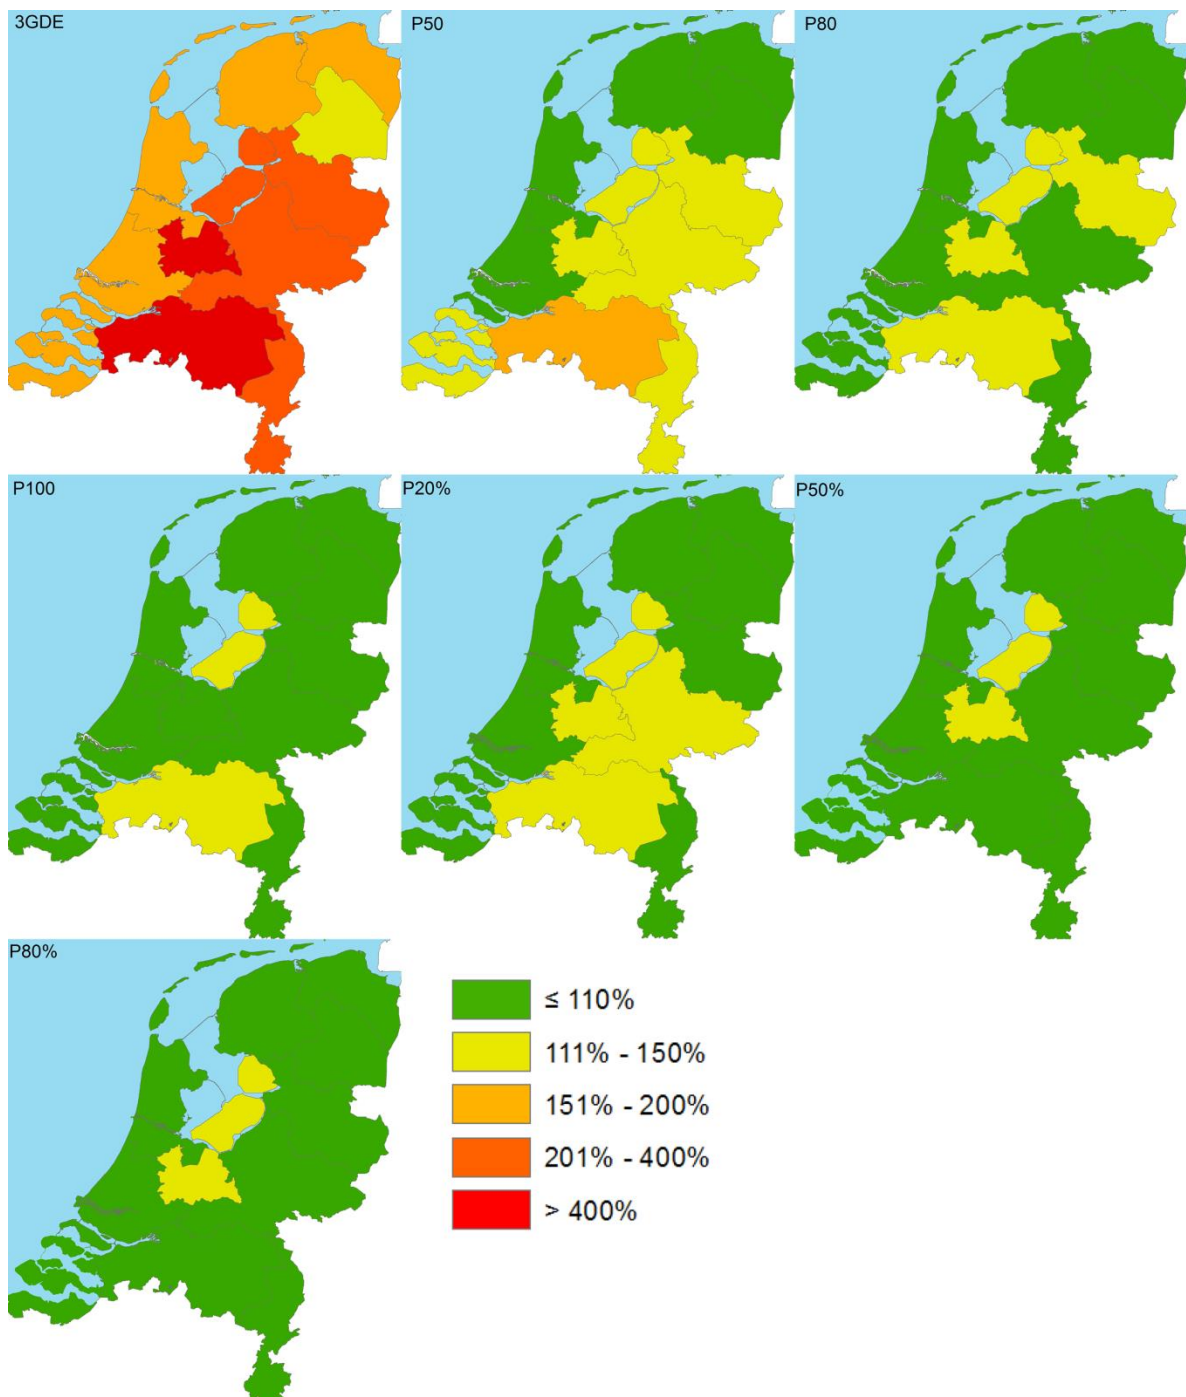 3GDE
P50
P80
P100
P20%
P50%
P80%
≤ 110%
111% - 150%
151% - 200%
201% - 400%
> 400%